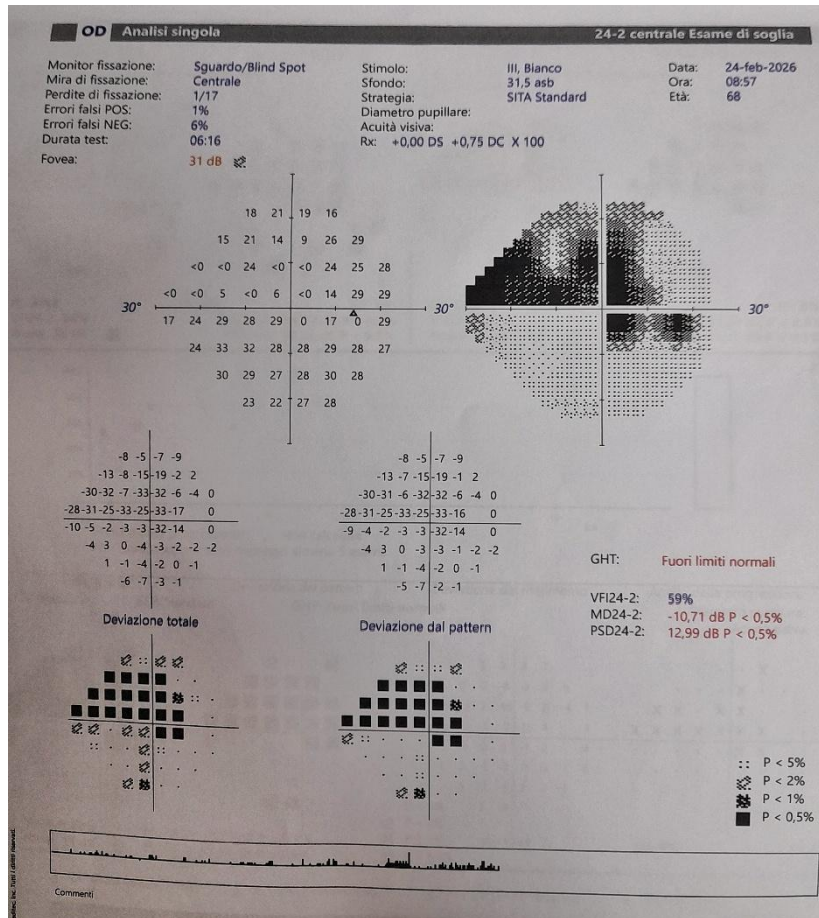 OD Analisi singola 24-2 centrale Esame di soglia
Monitor fissazione: Sguardo/Blind Spot Stimolo: III, Bianco Data: 24-feb-2026
Mira di fissazione: Centrale Sfondo: 31,5 asb Ora: 08:57
Perdite di fissazione: 1/17 Strategia: SITA Standard Età: 68
Errori falsi POS: 1% Diametro pupillare:
Errori falsi NEG: 6% Acuità visiva:
Durata test: 06:16 Rx: +0,00 DS +0,75 DC X 100
Fovea: 31 dB
18 21 19 16
15 21 14 9 26 29
<0 <0 24 <0 <0 24 25 28
<0 <0 5 <0 6 <0 14 29 29
30° 30° 30°
17 24 29 28 29 0 17 0 29
24 33 32 28 28 29 28 27
30 29 27 28 30 28
23 22 27 28
-8 -5 -7 -9 -8 -5 -7 -9
-13 -8 -15 -19 -2 2 -13 -7 -15 -19 -1 2
-30 -32 -7 -33 -32 -6 -4 0 -30 -31 -6 -32 -32 -6 -4 0
-28 -31 -25 -33 -25 -33 -17 0 -28 -31 -25 -33 -25 -33 -16 0
-10 -5 -2 -3 -3 -32 -14 0 -9 -4 -2 -3 -3 -32 -14 0
-4 3 0 -4 -3 -2 -2 -2 -4 3 0 -3 -3 -1 -2 -2
1 -1 -4 -2 0 -1 1 -1 -4 -2 0 -1
-6 -7 -3 -1 -5 -7 -2 -1
GHT: Fuori limiti normali
VFI24-2: 59%
MD24-2: -10,71 dB P < 0,5%
PSD24-2: 12,99 dB P < 0,5%
Deviazione totale Deviazione dal pattern
P < 5%
P < 2%
P < 1%
P < 0,5%
Commenti